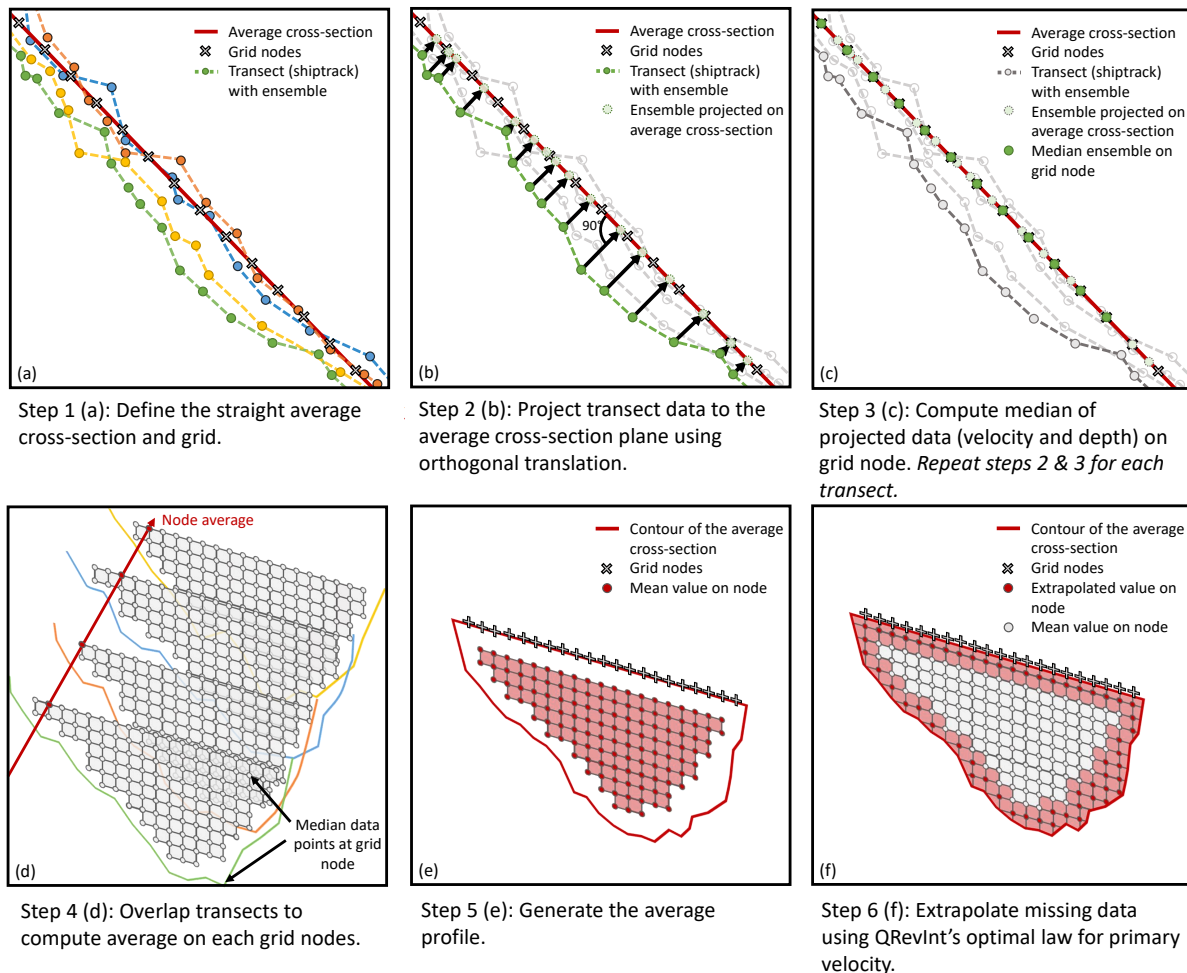 Average cross-section
Grid nodes
Transect (shiptrack)
with ensemble
(a)
Step 1 (a): Define the straight average
cross-section and grid.
Average cross-section
Grid nodes
Transect (shiptrack)
with ensemble
Ensemble projected on
average cross-section
90°
(b)
Step 2 (b): Project transect data to the
average cross-section plane using
orthogonal translation.
Average cross-section
Grid nodes
Transect (shiptrack)
with ensemble
Ensemble projected on
average cross-section
Median ensemble on
grid node
(c)
Step 3 (c): Compute median of
projected data (velocity and depth) on
grid node. Repeat steps 2 & 3 for each
transect.
Node average
Median data
points at grid
node
(d)
Step 4 (d): Overlap transects to
compute average on each grid nodes.
Contour of the average
cross-section
Grid nodes
Mean value on node
(e)
Step 5 (e): Generate the average
profile.
Contour of the average
cross-section
Grid nodes
Extrapolated value on
node
Mean value on node
(f)
Step 6 (f): Extrapolate missing data
using QRevInt's optimal law for primary
velocity.